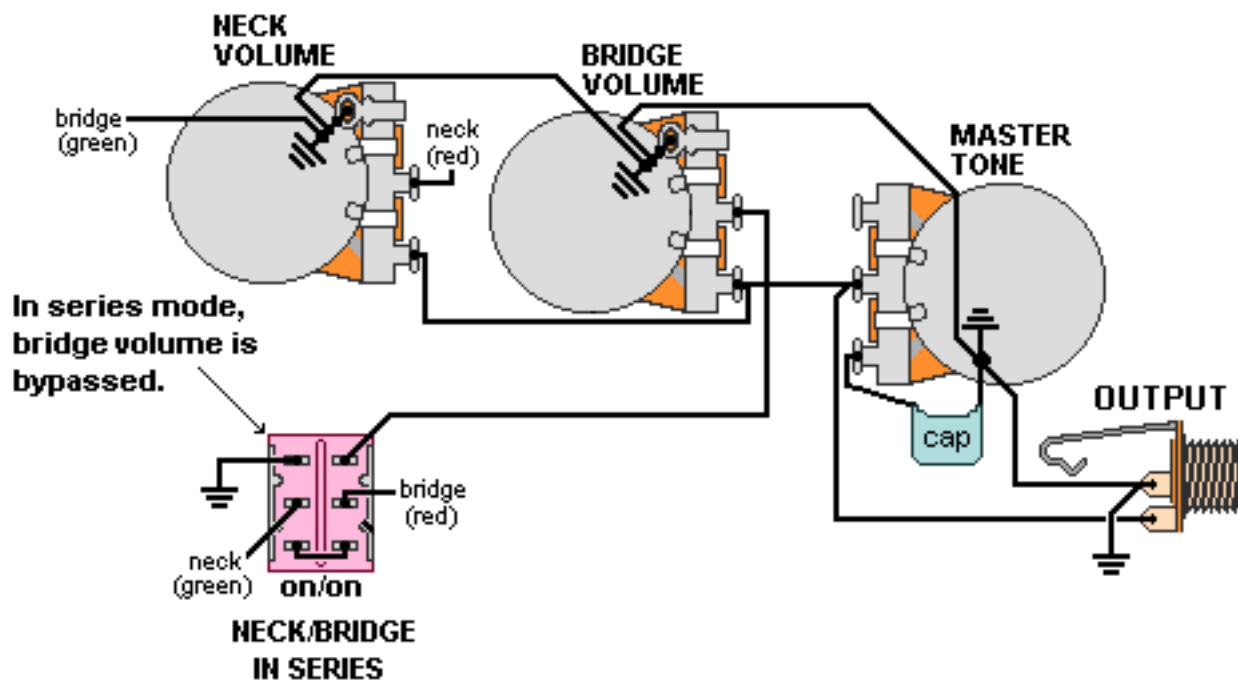 NECK
VOLUME
BRIDGE
VOLUME
bridge
(green)
neck
(red)
MASTER
TONE
In series mode,
bridge volume is
bypassed.
OUTPUT
cap
bridge
(red)
neck
(green)
on/on
NECK/BRIDGE
IN SERIES